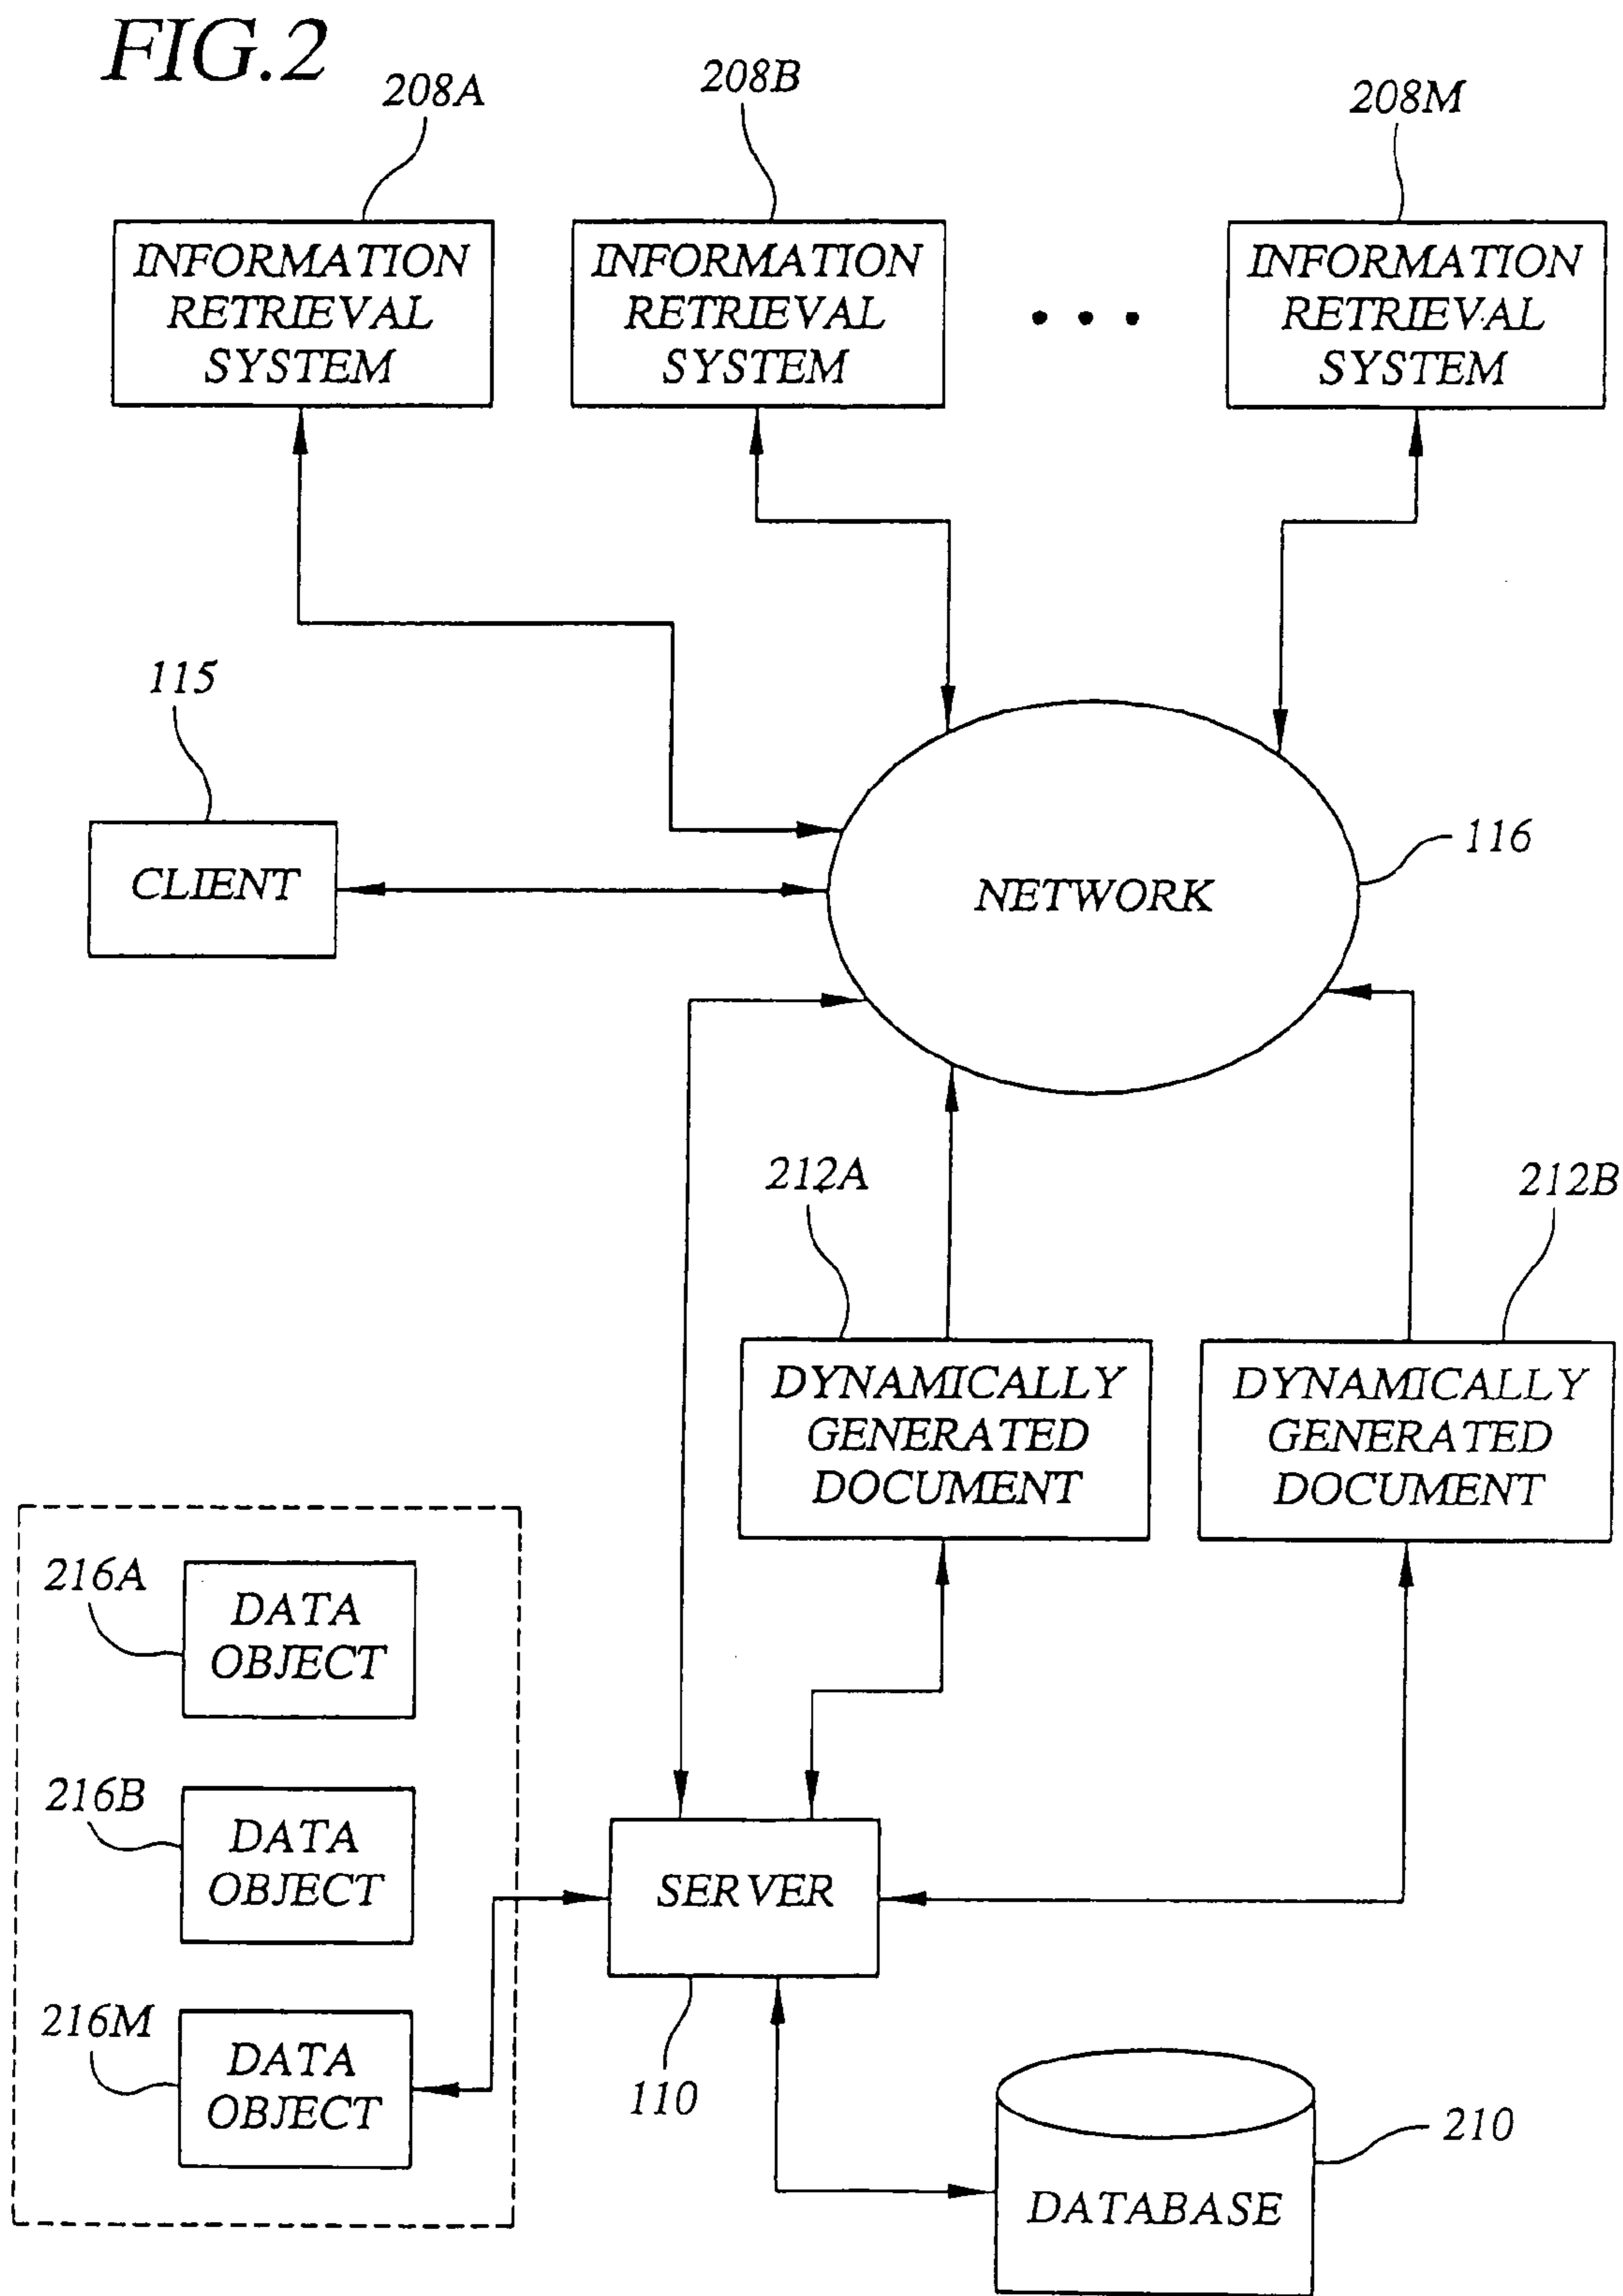 FIG.2
208A
208B
208M
INFORMATION
RETRIEVAL
SYSTEM
INFORMATION
RETRIEVAL
SYSTEM
INFORMATION
RETRIEVAL
SYSTEM
115
CLIENT
NETWORK
116
212A
212B
DYNAMICALLY
GENERATED
DOCUMENT
DYNAMICALLY
GENERATED
DOCUMENT
216A
DATA
OBJECT
216B
DATA
OBJECT
216M
DATA
OBJECT
SERVER
110
210
DATABASE